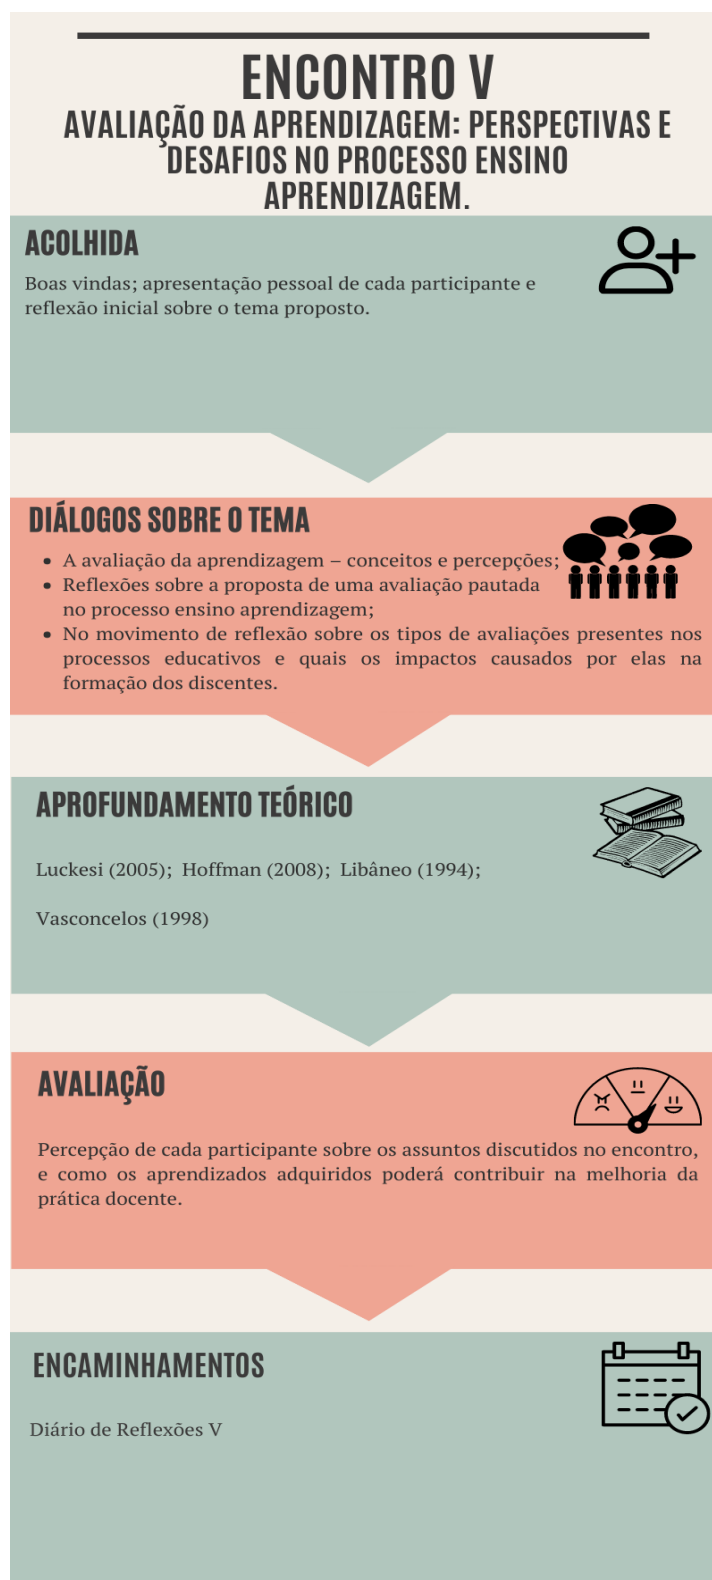 ENCONTRO V
AVALIAÇÃO DA APRENDIZAGEM: PERSPECTIVAS E
DESAFIOS NO PROCESSO ENSINO
APRENDIZAGEM.
ACOLHIDA
Boas vindas; apresentação pessoal de cada participante e
reflexão inicial sobre o tema proposto.
DIÁLOGOS SOBRE O TEMA
• A avaliação da aprendizagem – conceitos e percepções;
• Reflexões sobre a proposta de uma avaliação pautada
no processo ensino aprendizagem;
• No movimento de reflexão sobre os tipos de avaliações presentes nos
processos educativos e quais os impactos causados por elas na
formação dos discentes.
APROFUNDAMENTO TEÓRICO
Luckesi (2005); Hoffman (2008); Libâneo (1994);
Vasconcelos (1998)
AVALIAÇÃO
Percepção de cada participante sobre os assuntos discutidos no encontro,
e como os aprendizados adquiridos poderá contribuir na melhoria da
prática docente.
ENCAMINHAMENTOS
Diário de Reflexões V